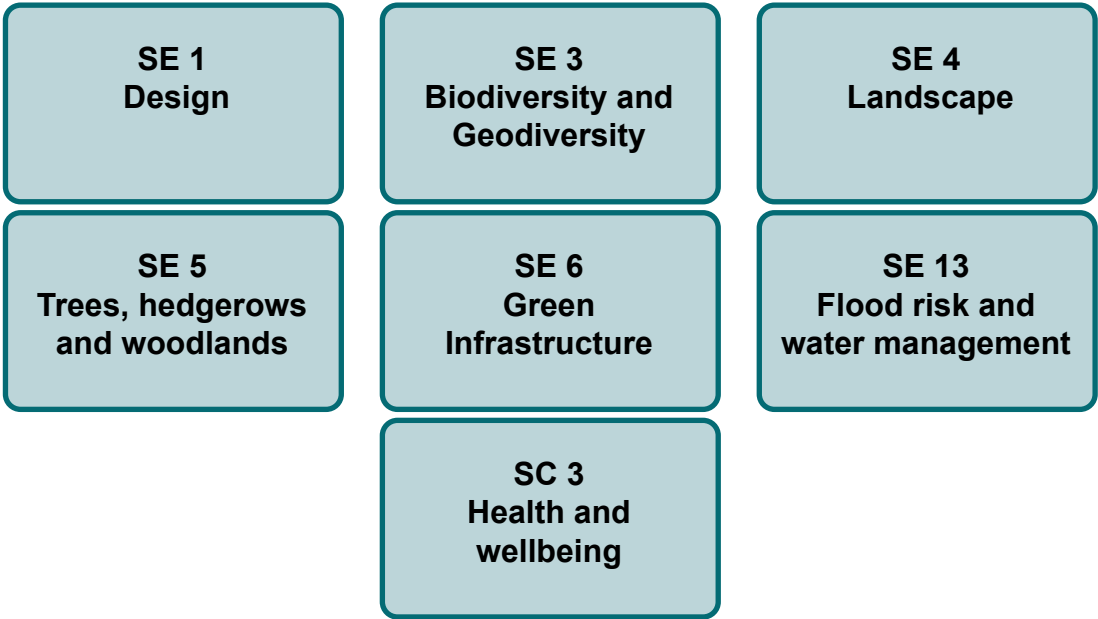 SE 1
Design
SE 3
Biodiversity and
Geodiversity
SE 4
Landscape
SE 5
Trees, hedgerows
and woodlands
SE 6
Green
Infrastructure
SE 13
Flood risk and
water management
SC 3
Health and
wellbeing